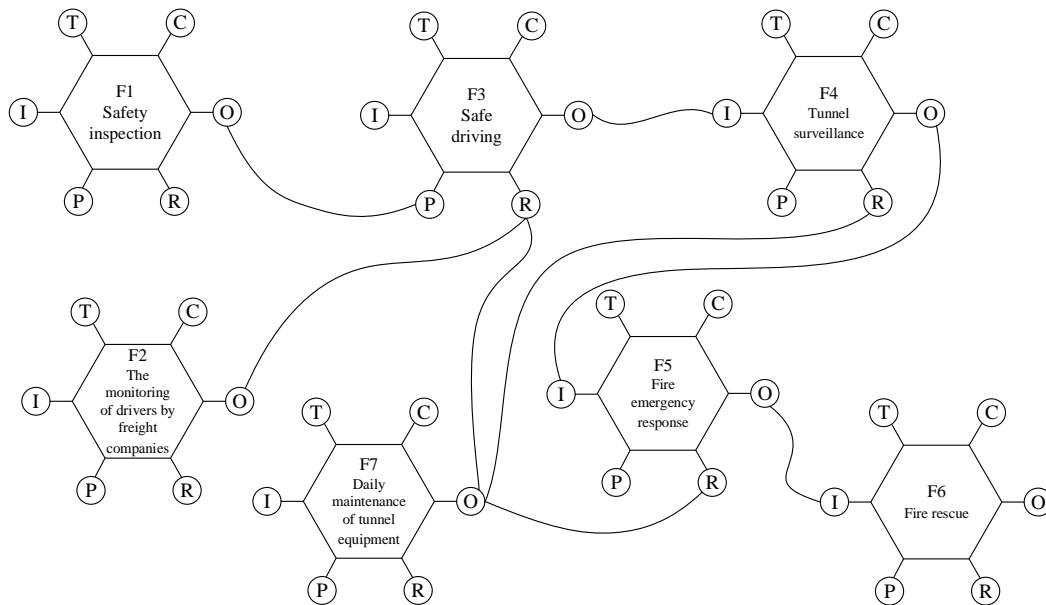 T
C
F1
Safety
inspection
I
O
P
R
T
C
F3
Safe
driving
I
O
P
R
T
C
F4
Tunnel
surveillance
I
O
P
R
T
C
F2
The
monitoring
of drivers by
freight
companies
I
O
P
R
T
C
F7
Daily
maintenance
of tunnel
equipment
I
O
P
R
T
C
F5
Fire
emergency
response
I
O
P
R
T
C
F6
Fire rescue
I
O
P
R